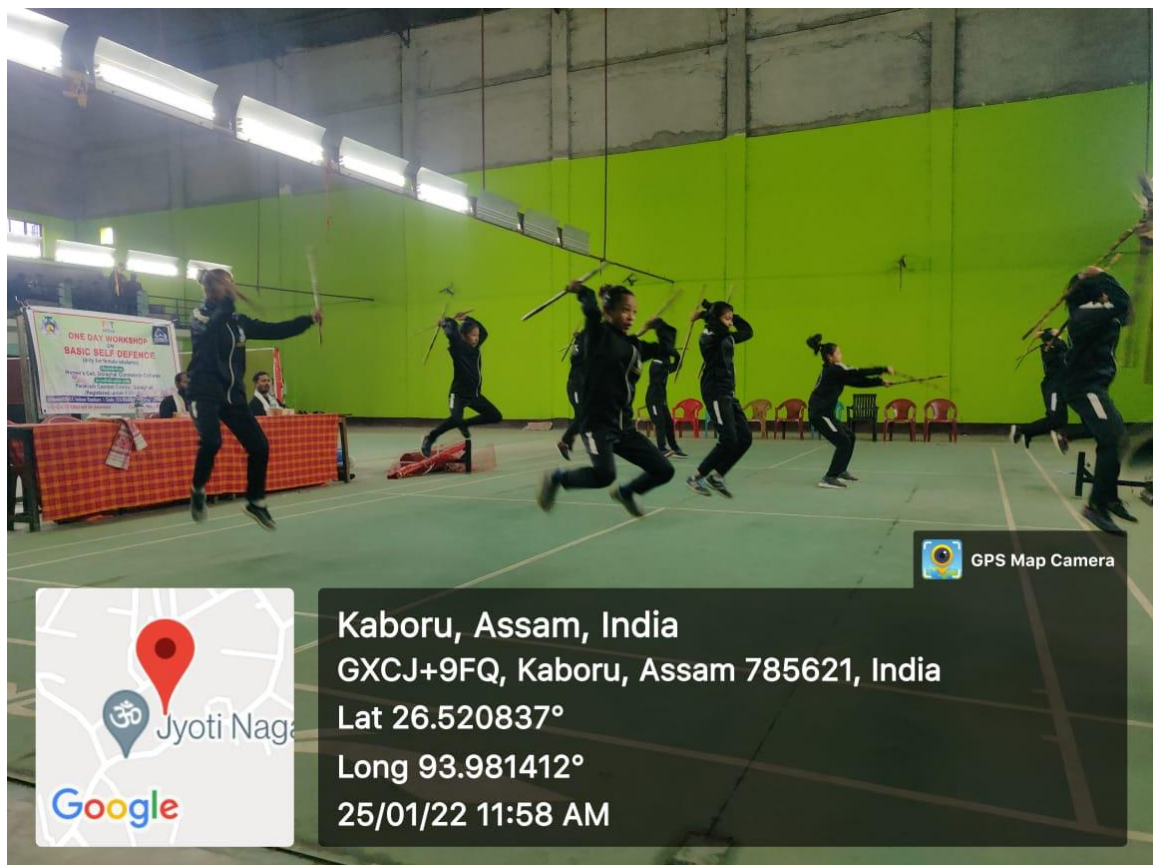 ONE DAY WORKSHOP
ON
BASIC SELF DEFENCE
GPS Map Camera
Kaboru, Assam, India
GXCJ+9FQ, Kaboru, Assam 785621, India
Lat 26.520837°
Long 93.981412°
25/01/22 11:58 AM
Jyoti Naga
Google